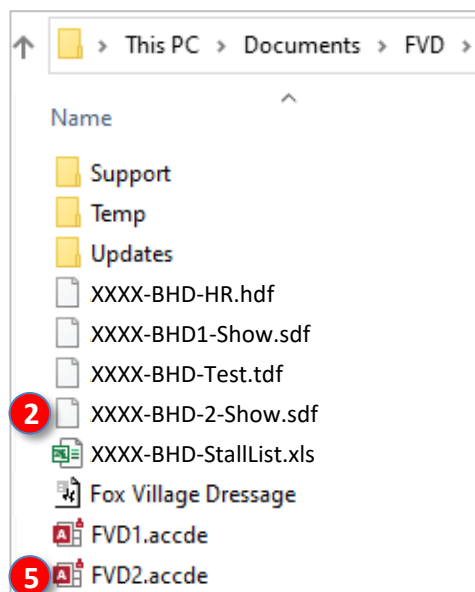 This PC > Documents > FVD >
Name
Support
Temp
Updates
XXXX-BHD-HR.hdf
XXXX-BHD1-Show.sdf
XXXX-BHD-Test.tdf
2 XXXX-BHD-2-Show.sdf
XXXX-BHD-StallList.xls
Fox Village Dressage
FVD1.accde
5 FVD2.accde